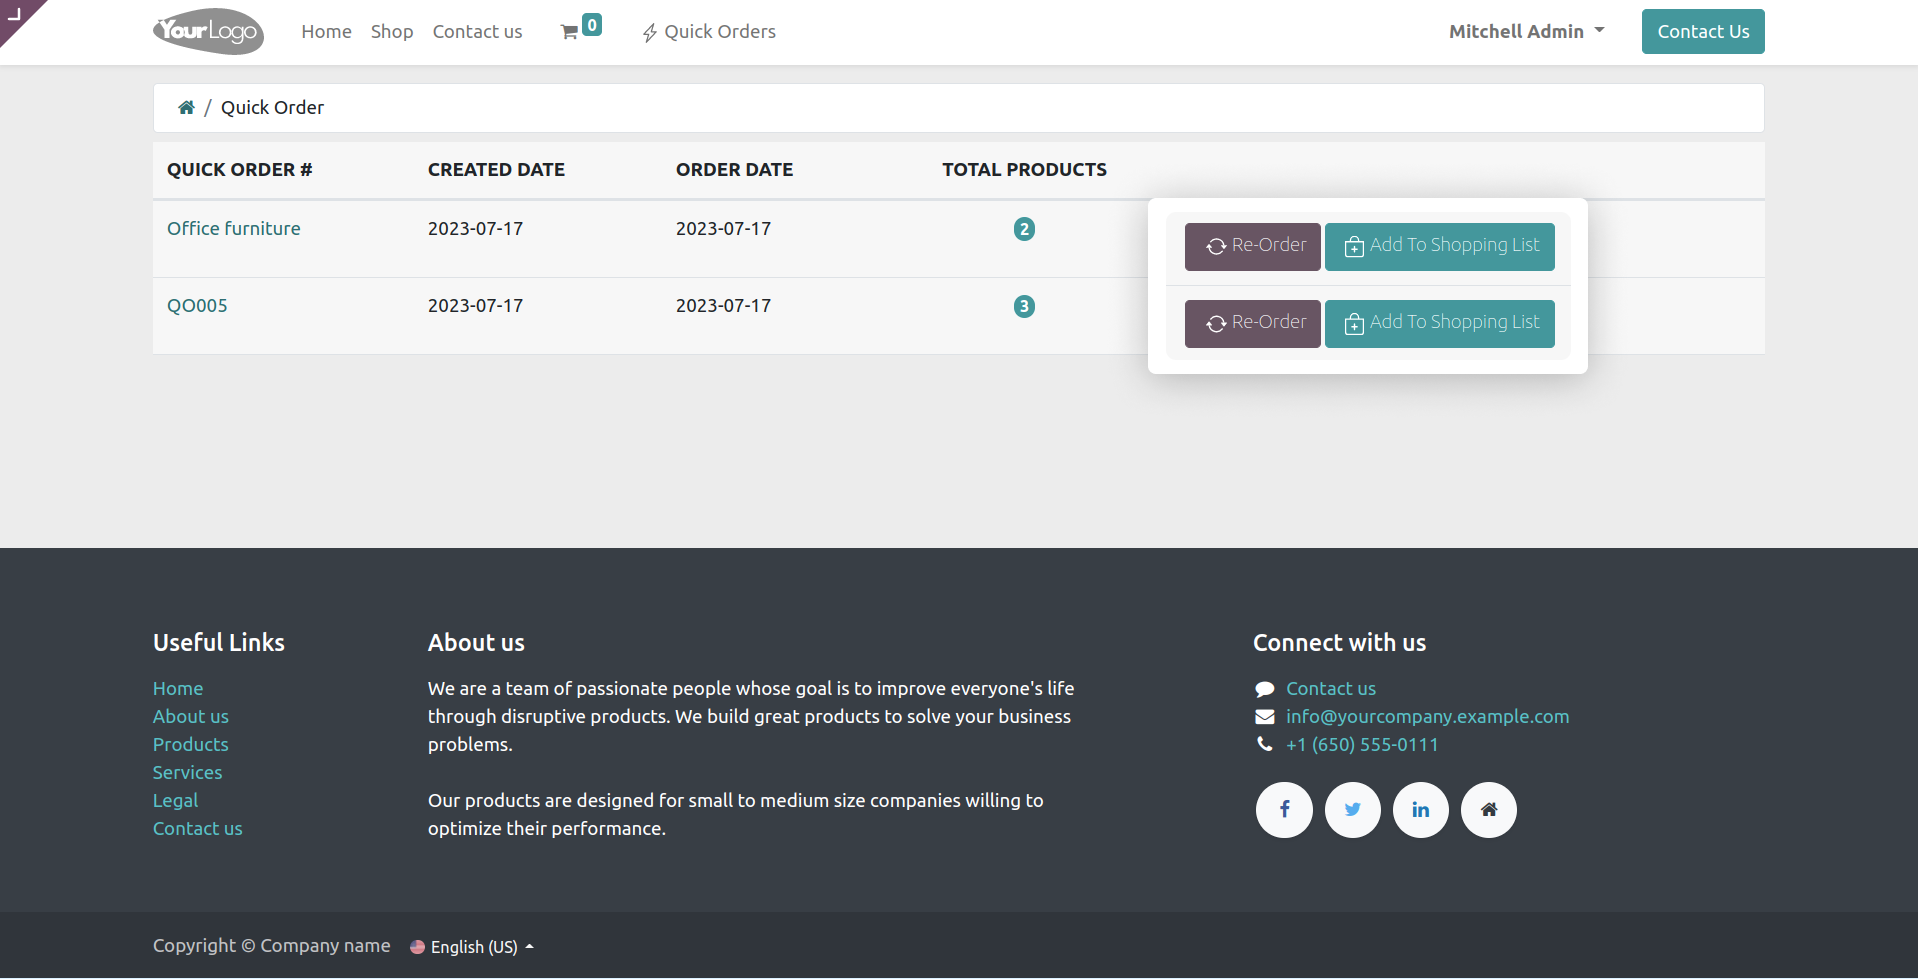 YourLogo Home Shop Contact us 0 Quick Orders Mitchell Admin Contact Us
/ Quick Order
QUICK ORDER # CREATED DATE ORDER DATE TOTAL PRODUCTS
Office furniture 2023-07-17 2023-07-17 2 Re-Order Add To Shopping List
QO005 2023-07-17 2023-07-17 3 Re-Order Add To Shopping List
Useful Links
Home
About us
Products
Services
Legal
Contact us
About us
We are a team of passionate people whose goal is to improve everyone's life
through disruptive products. We build great products to solve your business
problems.
Our products are designed for small to medium size companies willing to
optimize their performance.
Connect with us
Contact us
info@yourcompany.example.com
+1 (650) 555-0111
Copyright © Company name English (US)